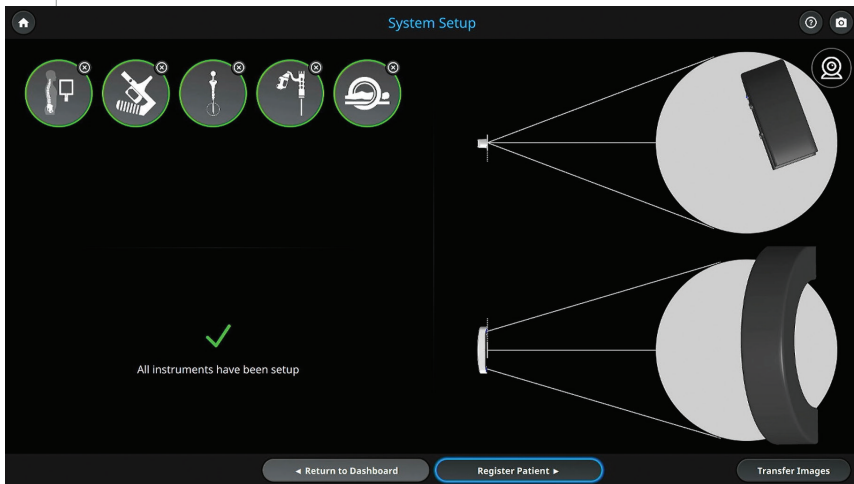 System Setup
All instruments have been setup
◄ Return to Dashboard
Register Patient ►
Transfer Images